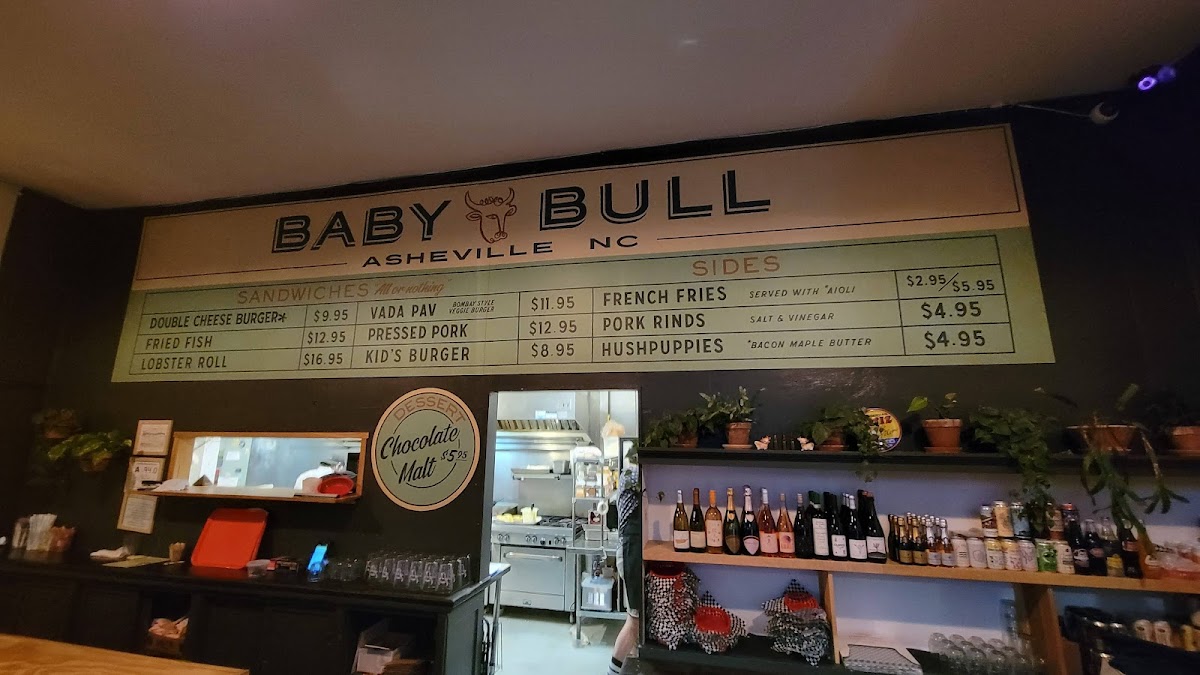 BABY BULL
ASHEVILLE NC
SANDWICHES "All or nothing"
DOUBLE CHEESE BURGER* $9.95
FRIED FISH $12.95
LOBSTER ROLL $16.95
VADA PAV BOMBAY STYLE VEGGIE BURGER $11.95
PRESSED PORK $12.95
KID'S BURGER $8.95
SIDES
FRENCH FRIES SERVED WITH *AIOLI $2.95/$5.95
PORK RINDS SALT & VINEGAR $4.95
HUSHPUPPIES *BACON MAPLE BUTTER $4.95
DESSERT
Chocolate
Malt $5.95